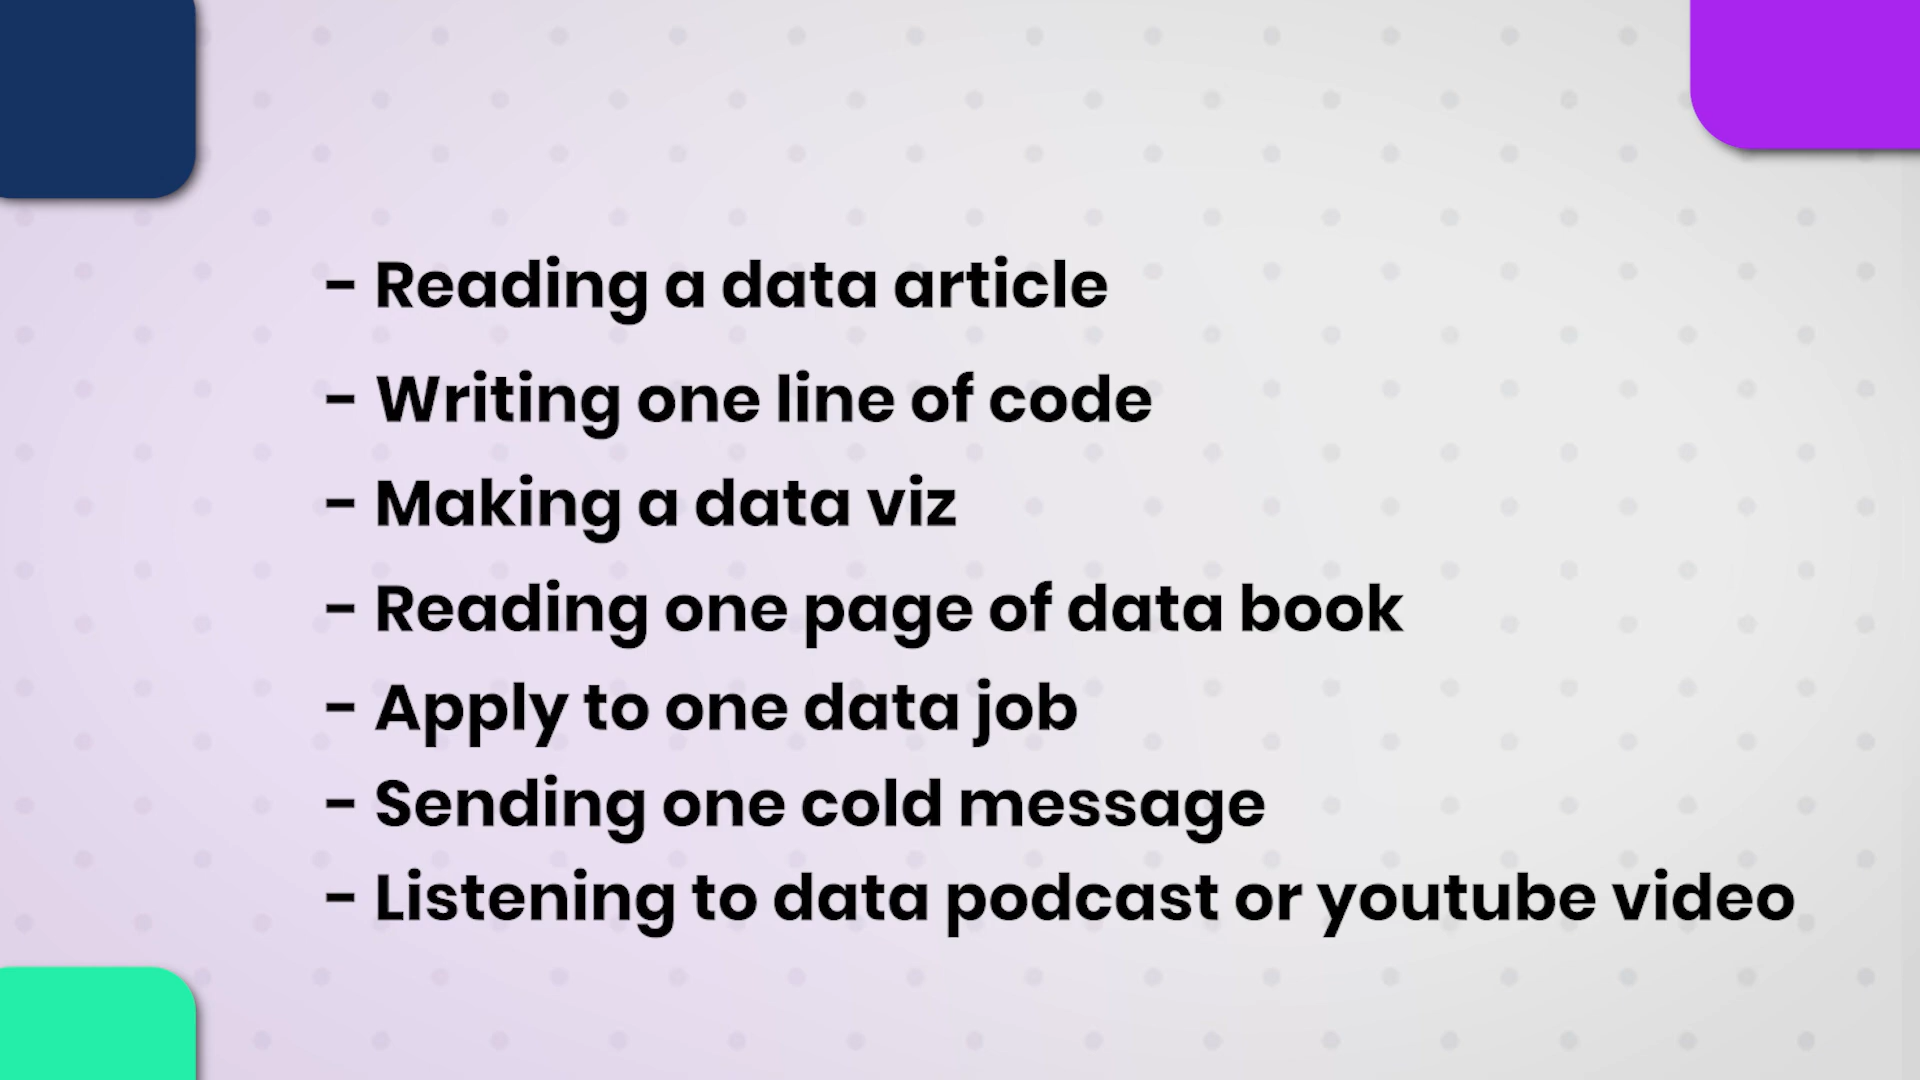 - Reading a data article
- Writing one line of code
- Making a data viz
- Reading one page of data book
- Apply to one data job
- Sending one cold message
- Listening to data podcast or youtube video